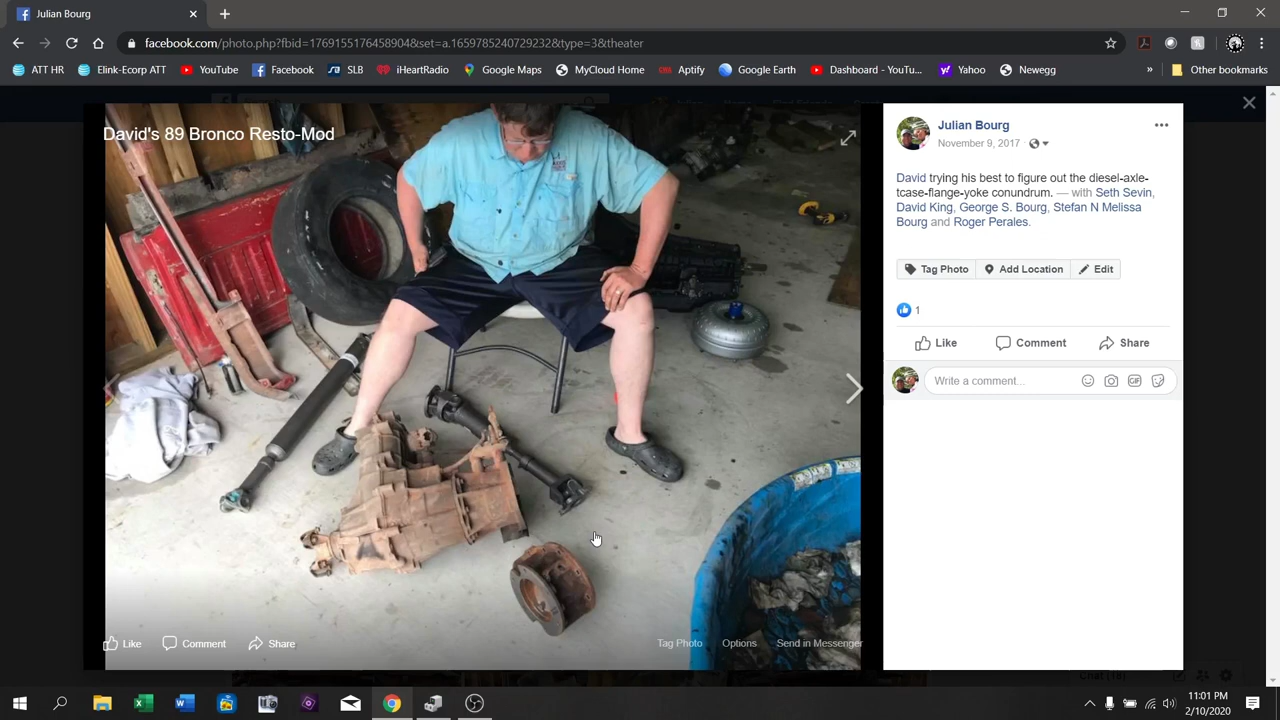 Julian Bourg
facebook.com/photo.php?fbid=1769155176458904&set=a.1659785240729232&type=3&theater
ATT HR
Elink-Ecorp ATT
YouTube
Facebook
SLB
iHeartRadio
Google Maps
MyCloud Home
Aptify
Google Earth
Dashboard - YouTu...
Yahoo
Newegg
»
Other bookmarks
David's 89 Bronco Resto-Mod
Julian Bourg
November 9, 2017
David trying his best to figure out the diesel-axle-
tcase-flange-yoke conundrum. — with Seth Sevin,
David King, George S. Bourg, Stefan N Melissa
Bourg and Roger Perales.
Tag Photo
Add Location
Edit
1
Like
Comment
Share
Write a comment...
GIF
Like
Comment
Share
Tag Photo
Options
Send in Messenger
Chat (18)
11:01 PM
2/10/2020